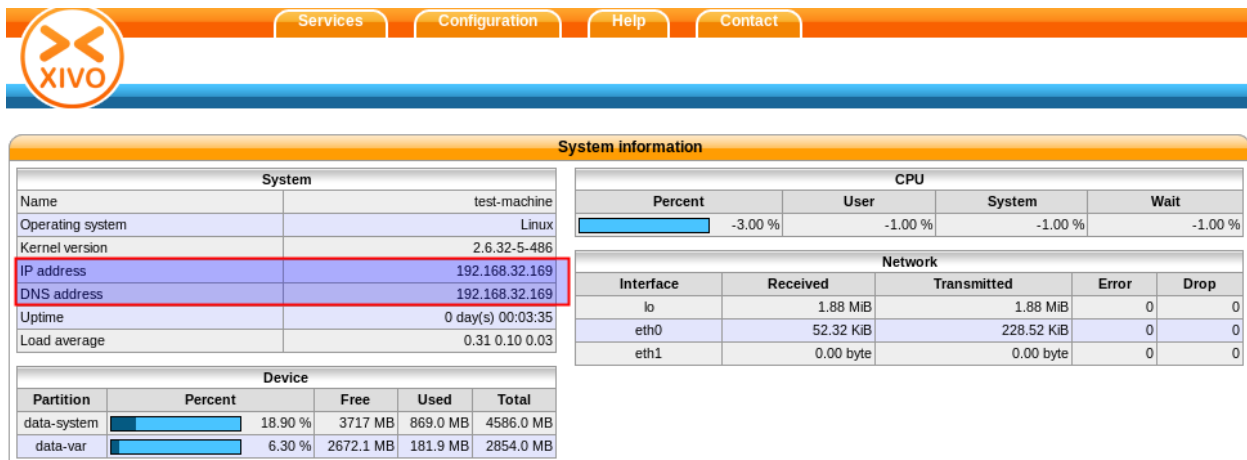 Services Configuration Help Contact
XIVO
System information
System
Name test-machine
Operating system Linux
Kernel version 2.6.32-5-486
IP address 192.168.32.169
DNS address 192.168.32.169
Uptime 0 day(s) 00:03:35
Load average 0.31 0.10 0.03
Device
Partition Percent Free Used Total
data-system 18.90 % 3717 MB 869.0 MB 4586.0 MB
data-var 6.30 % 2672.1 MB 181.9 MB 2854.0 MB
CPU
Percent User System Wait
-3.00 % -1.00 % -1.00 % -1.00 %
Network
Interface Received Transmitted Error Drop
lo 1.88 MiB 1.88 MiB 0 0
eth0 52.32 KiB 228.52 KiB 0 0
eth1 0.00 byte 0.00 byte 0 0